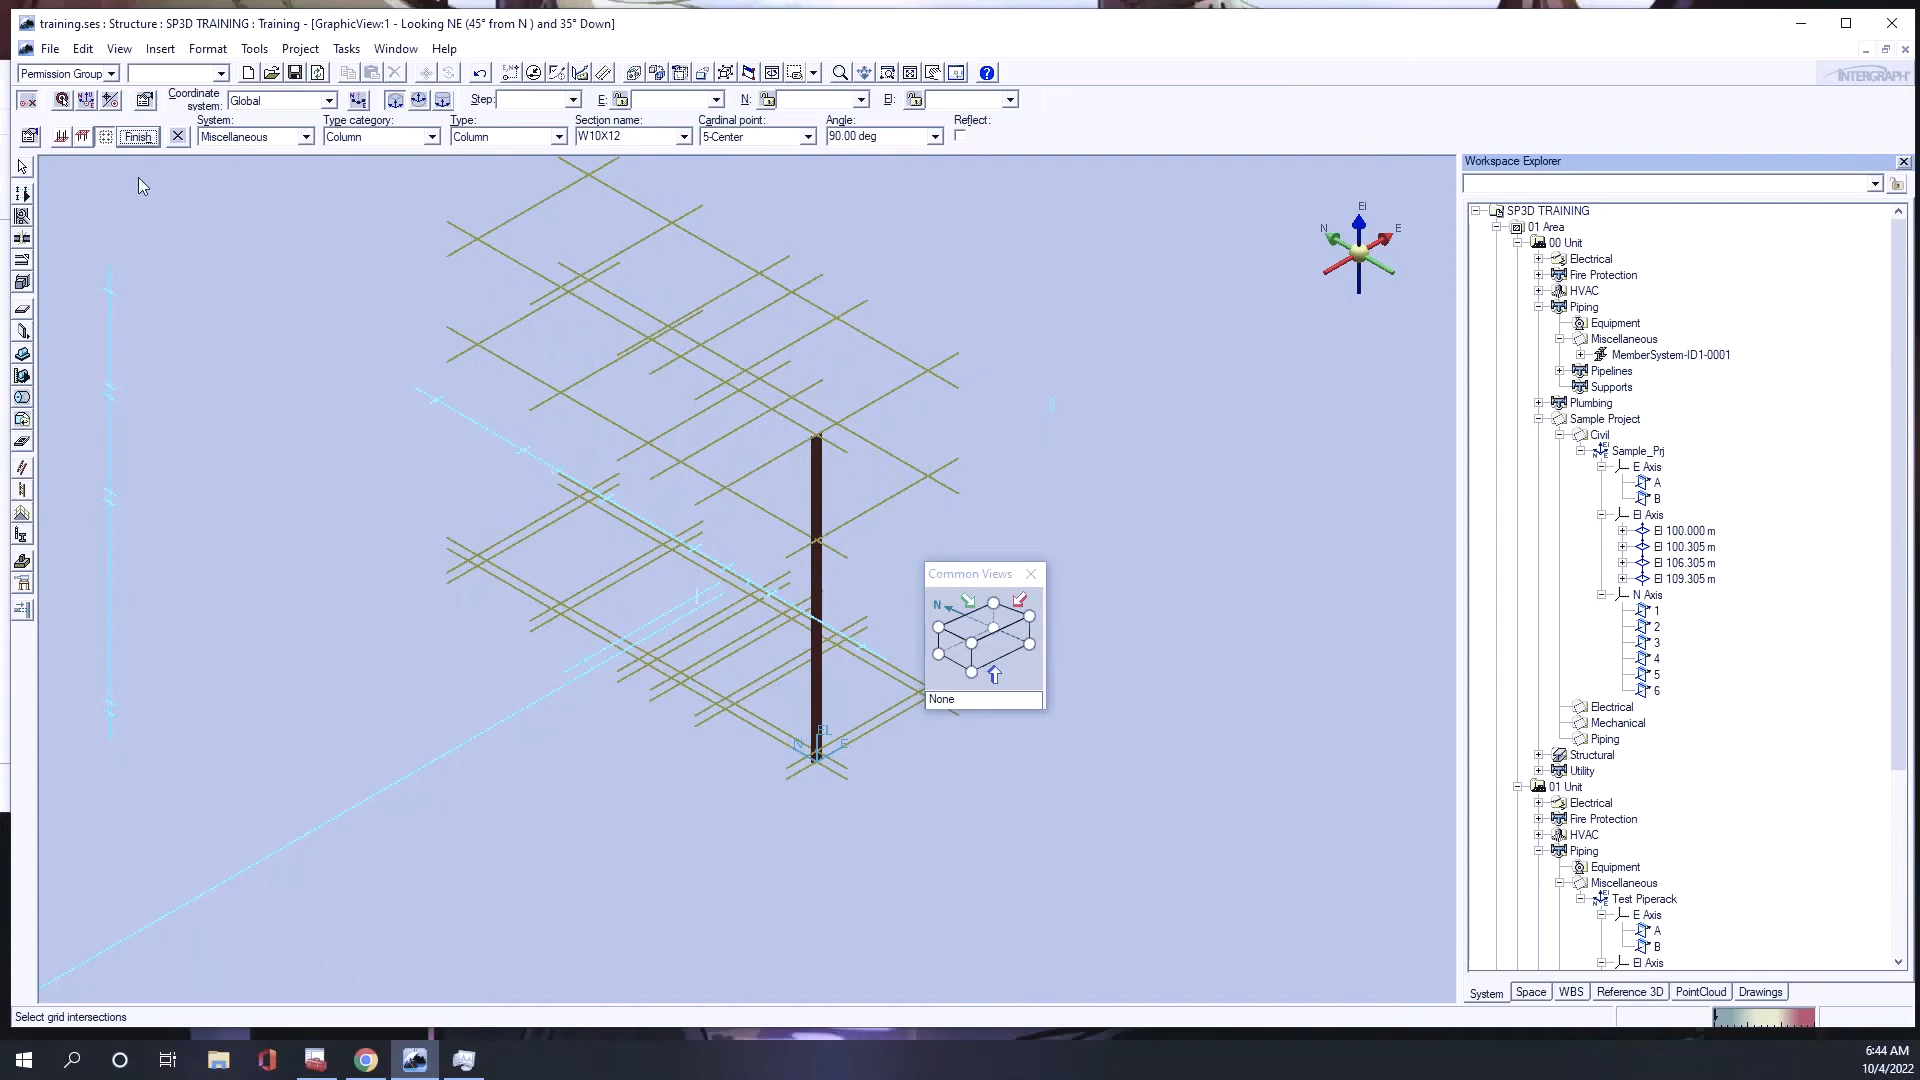 training.ses : Structure : SP3D TRAINING : Training - [GraphicView:1 - Looking NE (45° from N ) and 35° Down]
File Edit View Insert Format Tools Project Tasks Window Help
Permission Group
INTERGRAPH
Coordinate system: Global Step: E: N: El:
System: Type category: Type: Section name: Cardinal point: Angle: Reflect:
Finish Miscellaneous Column Column W10X12 5-Center 90.00 deg
Workspace Explorer
SP3D TRAINING
01 Area
00 Unit
Electrical
Fire Protection
HVAC
Piping
Equipment
Miscellaneous
MemberSystem-ID1-0001
Pipelines
Supports
Plumbing
Sample Project
Civil
Sample_Prj
E Axis
A
B
El Axis
El 100.000 m
El 100.305 m
El 106.305 m
El 109.305 m
N Axis
1
2
3
4
5
6
Electrical
Mechanical
Piping
Structural
Utility
01 Unit
Electrical
Fire Protection
HVAC
Piping
Equipment
Miscellaneous
Test Piperack
E Axis
A
B
El Axis
System Space WBS Reference 3D PointCloud Drawings
El
N E
Common Views
N
None
EL
N E
Select grid intersections
6:44 AM
10/4/2022